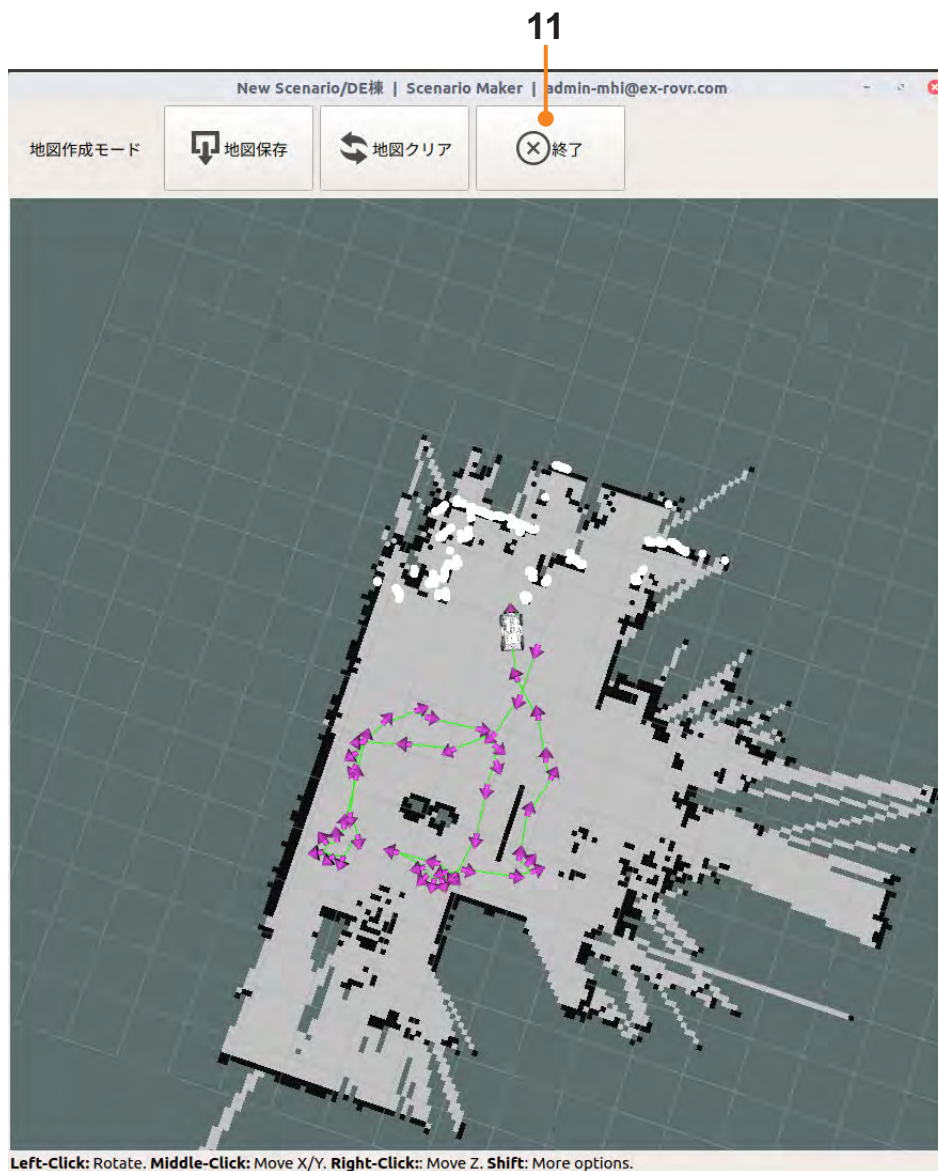 11
New Scenario/DE棟 | Scenario Maker | admin-mhi@ex-rovr.com
地図作成モード 地図保存 地図クリア 終了
Left-Click: Rotate. Middle-Click: Move X/Y. Right-Click:: Move Z. Shift: More options.